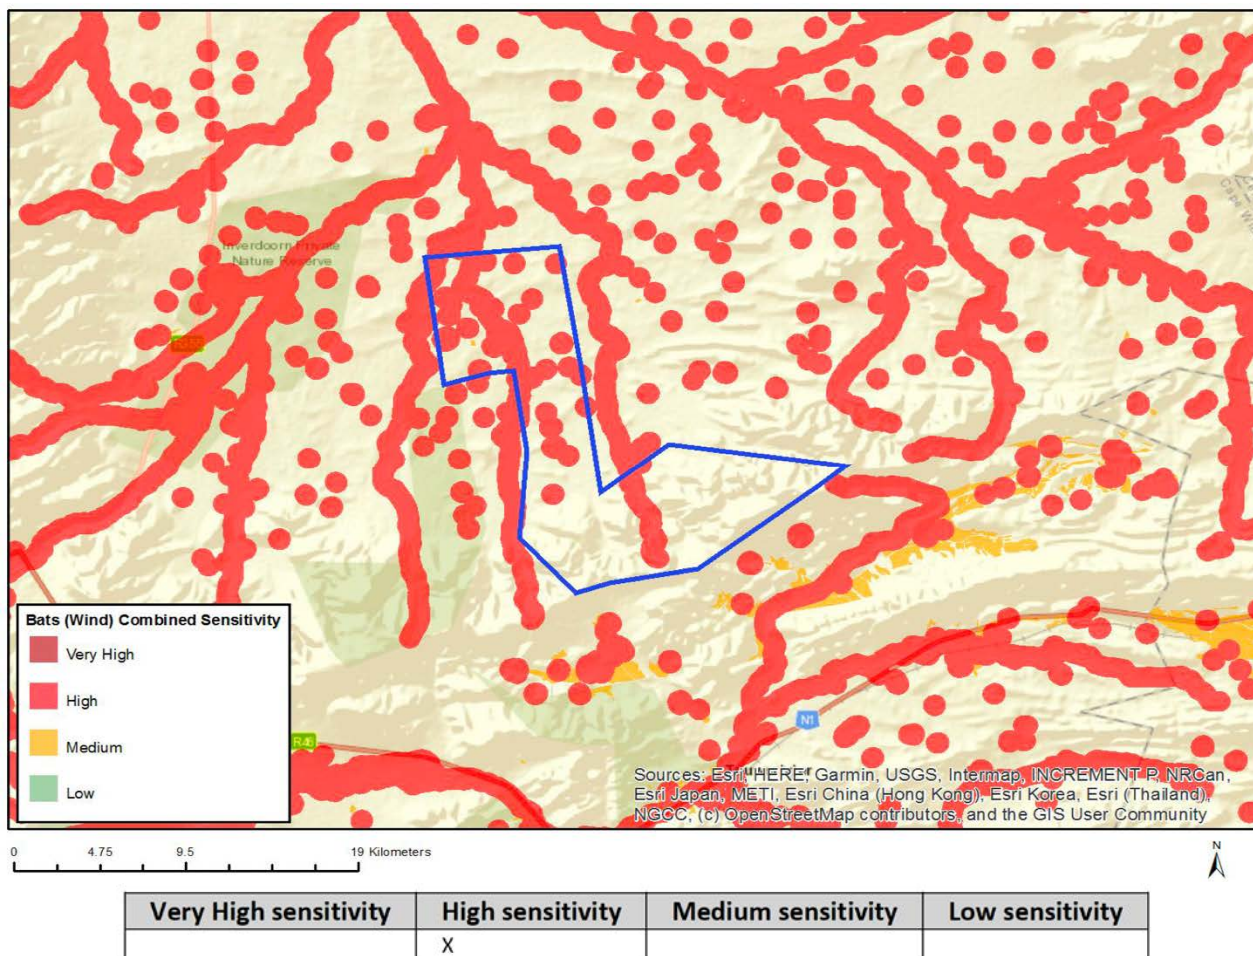 Inverdoorn Private
Nature Reserve
R355
Bats (Wind) Combined Sensitivity
Very High
High
Medium
Low
R46
N1
Sources: Esri, HERE, Garmin, USGS, Intermap, INCREMENT P, NRCan,
Esri Japan, METI, Esri China (Hong Kong), Esri Korea, Esri (Thailand),
NGCC, (c) OpenStreetMap contributors, and the GIS User Community
0 4.75 9.5 19 Kilometers
N
Very High sensitivity High sensitivity Medium sensitivity Low sensitivity
X